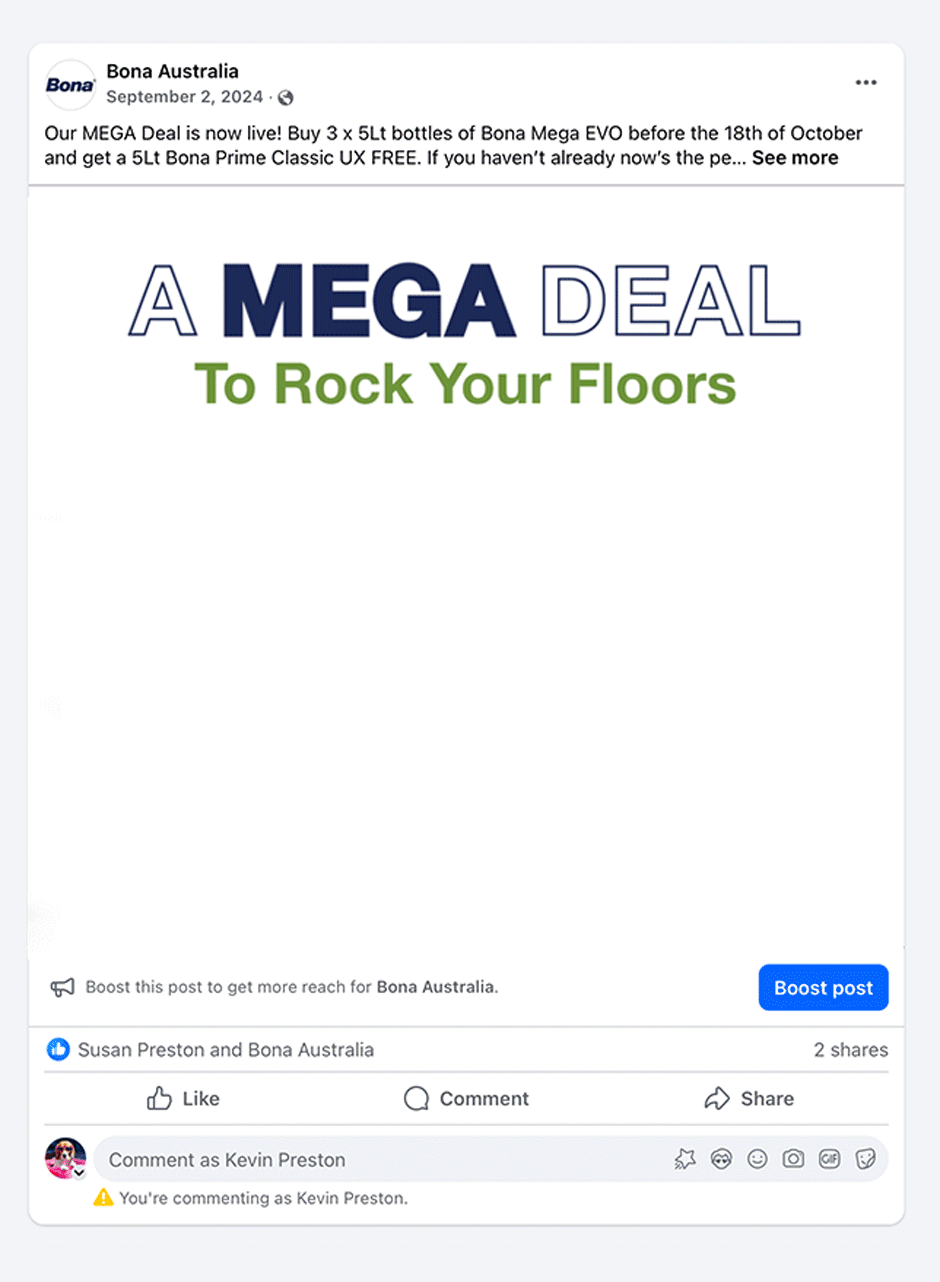 Bona
Bona Australia
September 2, 2024 ·
Our MEGA Deal is now live! Buy 3 x 5Lt bottles of Bona Mega EVO before the 18th of October
and get a 5Lt Bona Prime Classic UX FREE. If you haven’t already now’s the pe... See more
A MEGA DEAL
To Rock Your Floors
Boost this post to get more reach for Bona Australia.
Boost post
Susan Preston and Bona Australia
2 shares
Like
Comment
Share
Comment as Kevin Preston
GIF
You're commenting as Kevin Preston.